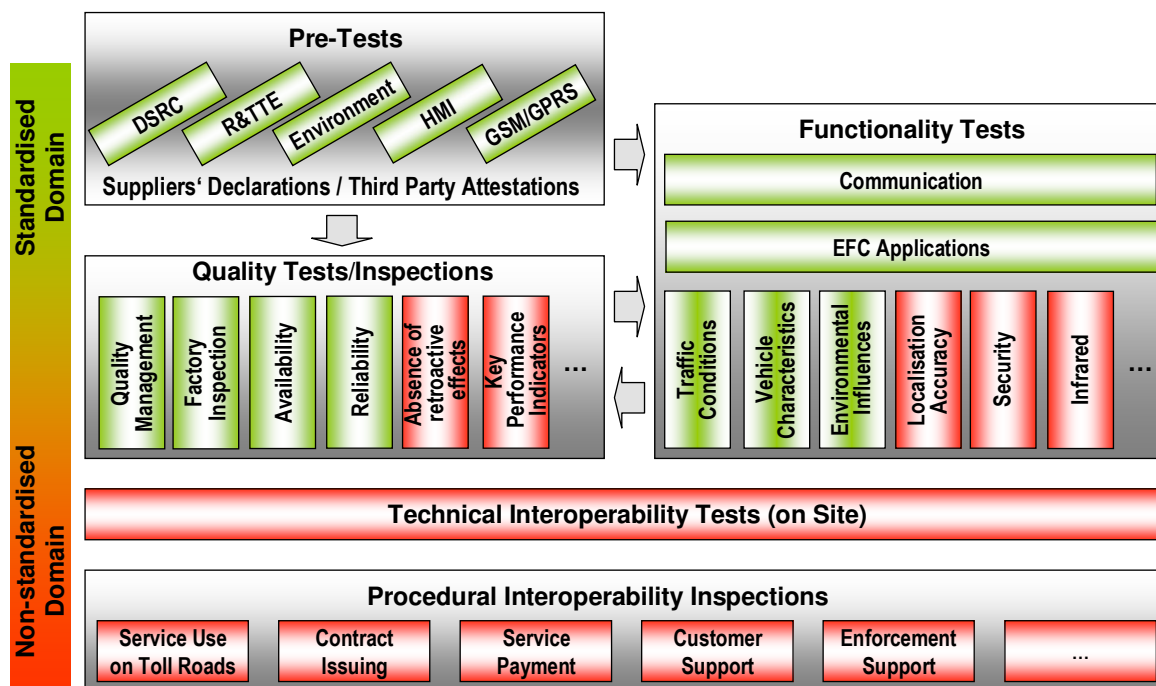 Standardised
Domain
Non-standardised
Domain
Pre-Tests
DSRC
R&TTE
Environment
HMI
GSM/GPRS
Suppliers‘ Declarations / Third Party Attestations
Functionality Tests
Communication
EFC Applications
Traffic
Conditions
Vehicle
Characteristics
Environmental
Influences
Localisation
Accuracy
Security
Infrared
...
Quality Tests/Inspections
Quality
Management
Factory
Inspection
Availability
Reliability
Absence of
retroactive
effects
Key
Performance
Indicators
...
Technical Interoperability Tests (on Site)
Procedural Interoperability Inspections
Service Use
on Toll Roads
Contract
Issuing
Service
Payment
Customer
Support
Enforcement
Support
...